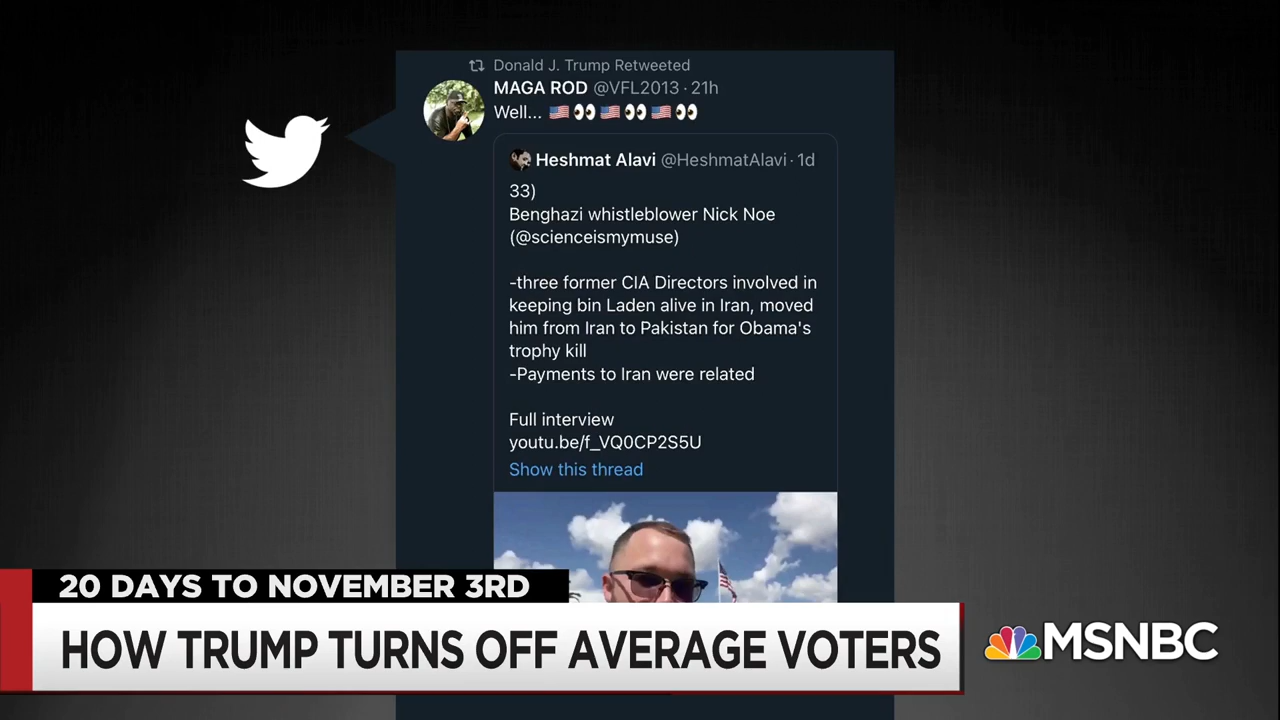 Donald J. Trump Retweeted
MAGA ROD @VFL2013 · 21h
Well... 🇺🇸👀🇺🇸👀🇺🇸👀
Heshmat Alavi @HeshmatAlavi · 1d
33)
Benghazi whistleblower Nick Noe
(@scienceismymuse)
-three former CIA Directors involved in
keeping bin Laden alive in Iran, moved
him from Iran to Pakistan for Obama's
trophy kill
-Payments to Iran were related
Full interview
youtu.be/f_VQ0CP2S5U
Show this thread
20 DAYS TO NOVEMBER 3RD
HOW TRUMP TURNS OFF AVERAGE VOTERS
MSNBC